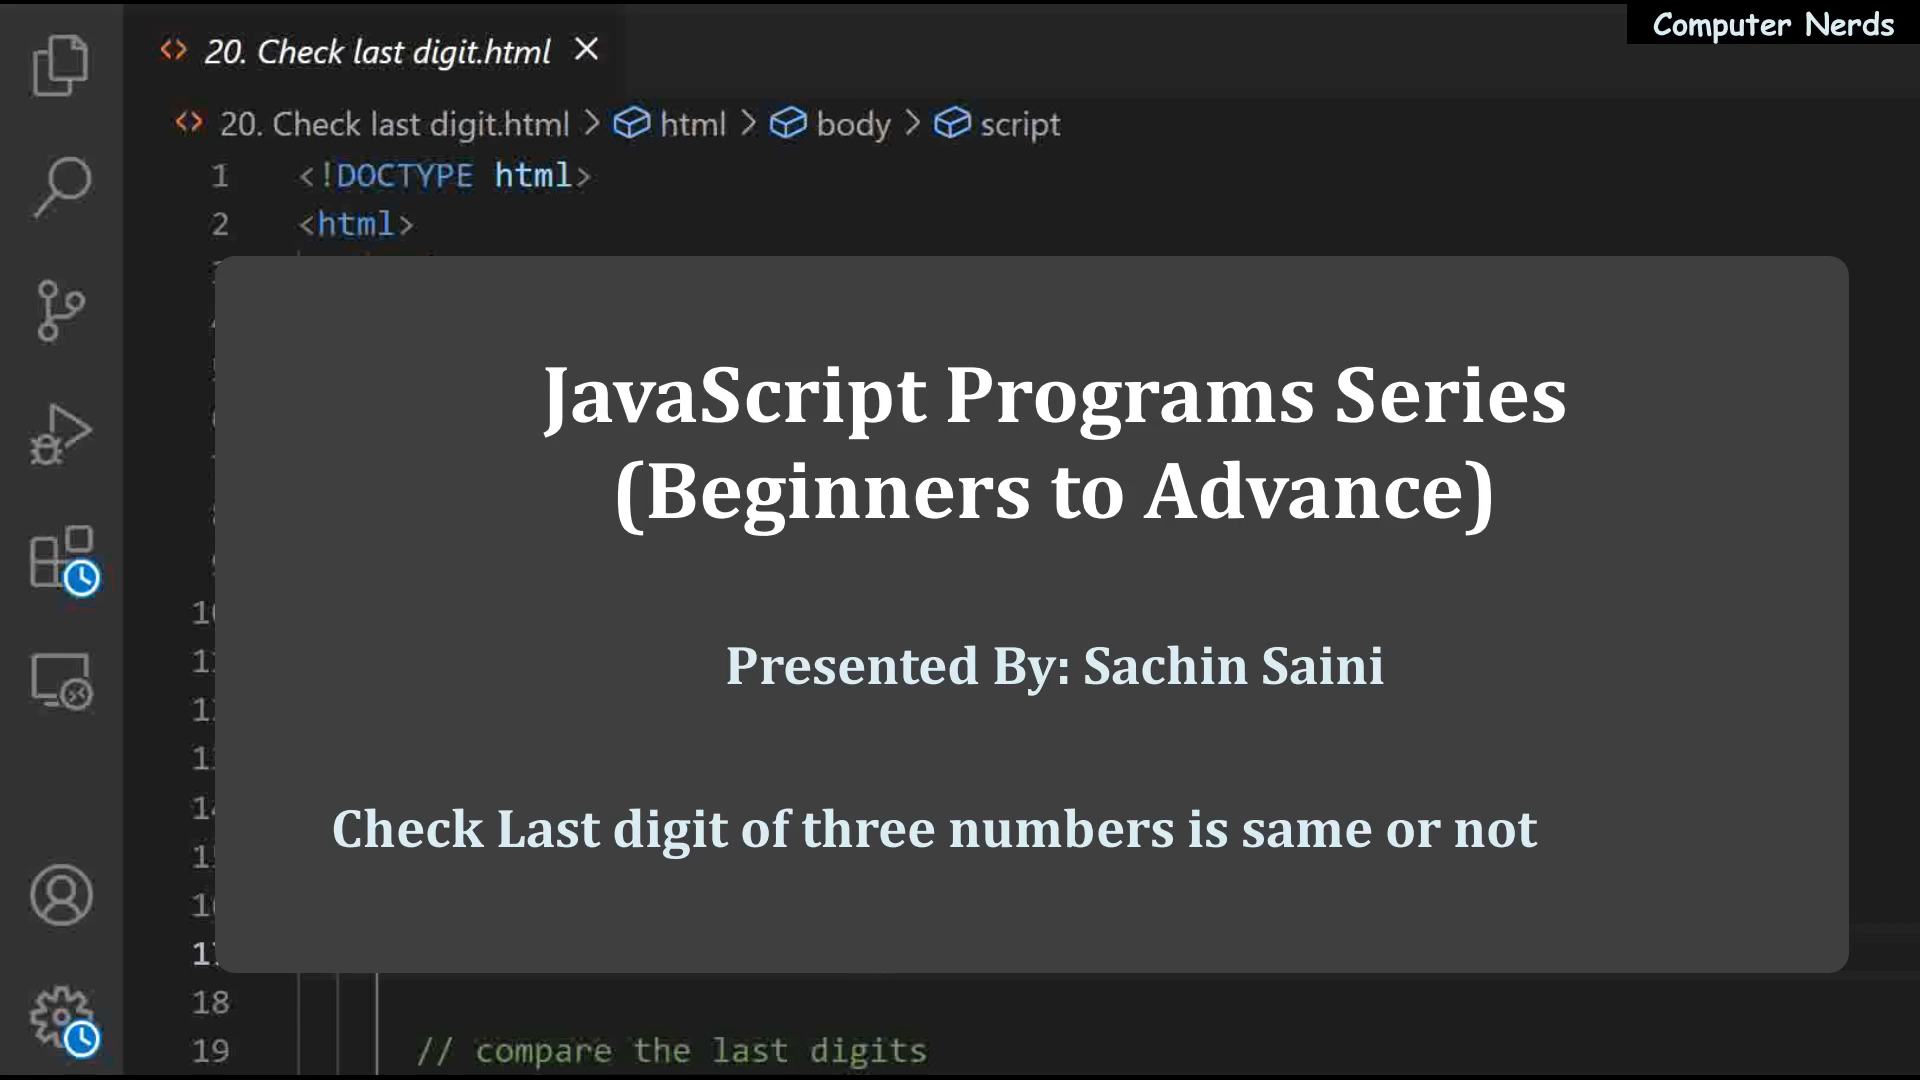 Computer Nerds
20. Check last digit.html
20. Check last digit.html > html > body > script
1 <!DOCTYPE html>
2 <html>
JavaScript Programs Series
(Beginners to Advance)
Presented By: Sachin Saini
Check Last digit of three numbers is same or not
18
19 // compare the last digits